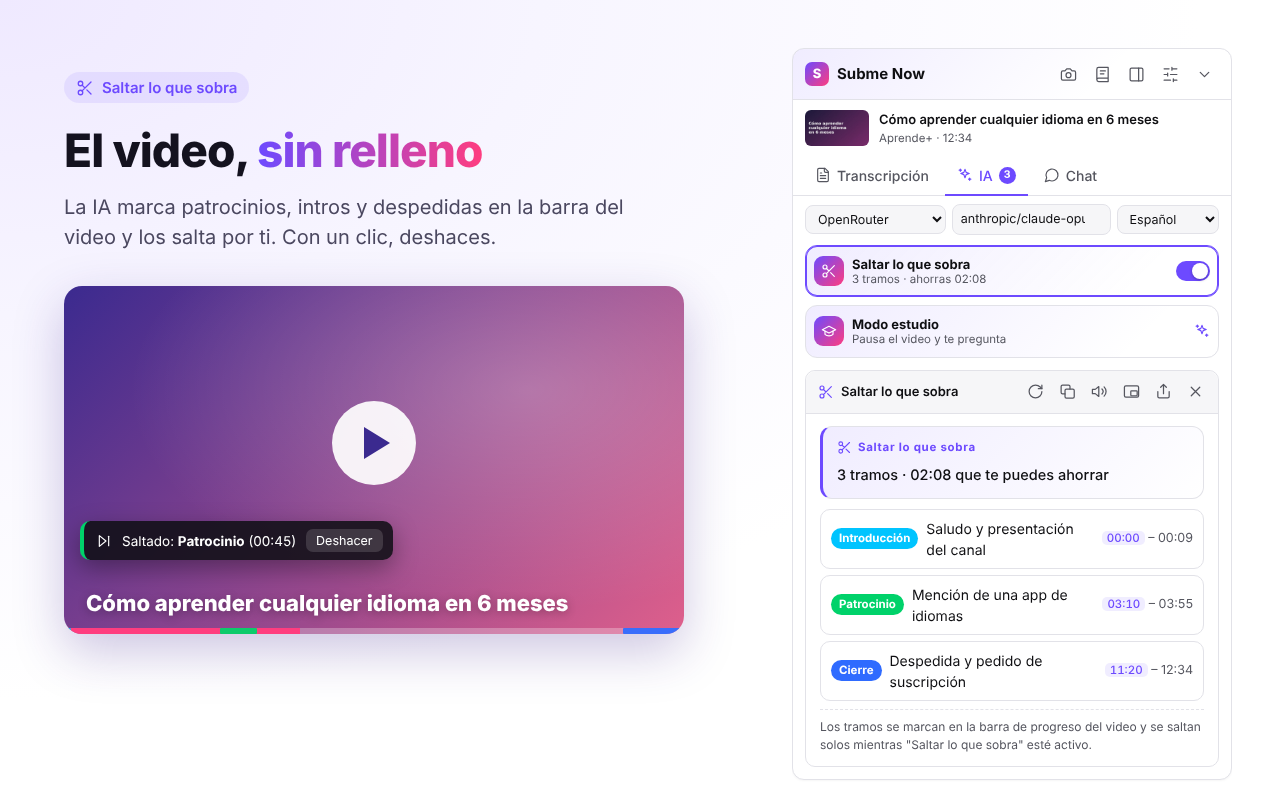 Saltar lo que sobra
El video, sin relleno
La IA marca patrocinios, intros y despedidas en la barra del
video y los salta por ti. Con un clic, deshaces.
Saltado: Patrocinio (00:45) Deshacer
Cómo aprender cualquier idioma en 6 meses
S Subme Now
Cómo aprender cualquier idioma en 6 meses
Cómo aprender cualquier idioma en 6 meses
Aprende+ · 12:34
Transcripción IA 3 Chat
OpenRouter anthropic/claude-opu Español
Saltar lo que sobra
3 tramos · ahorras 02:08
Modo estudio
Pausa el video y te pregunta
Saltar lo que sobra
Saltar lo que sobra
3 tramos · 02:08 que te puedes ahorrar
Introducción Saludo y presentación del canal 00:00 – 00:09
Patrocinio Mención de una app de idiomas 03:10 – 03:55
Cierre Despedida y pedido de suscripción 11:20 – 12:34
Los tramos se marcan en la barra de progreso del video y se saltan
solos mientras "Saltar lo que sobra" esté activo.